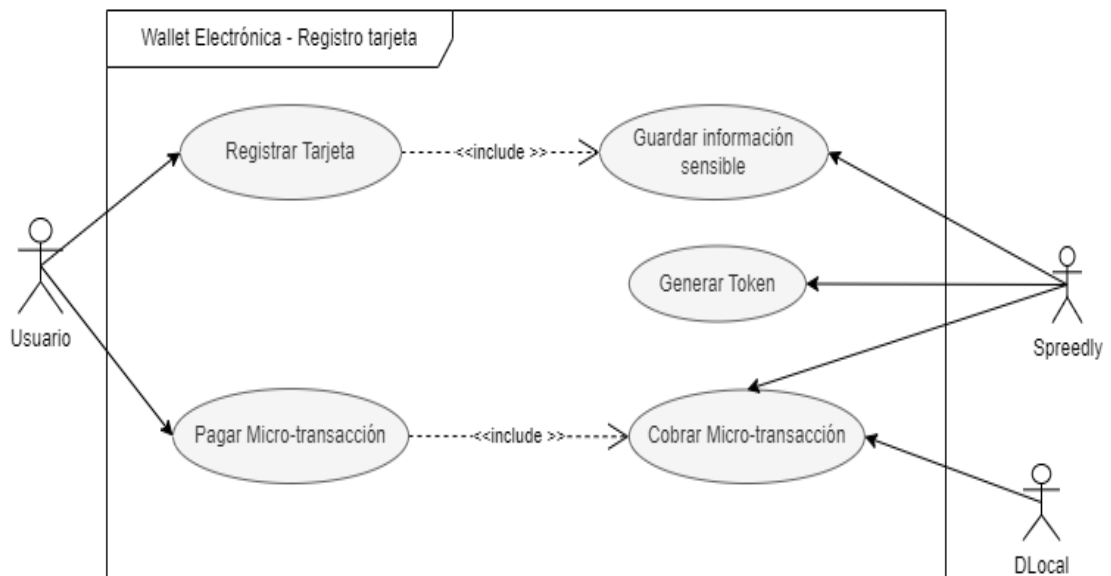 Wallet Electrónica - Registro tarjeta
Registrar Tarjeta
<<include >>
Guardar información
sensible
Generar Token
Usuario
Spreedly
Pagar Micro-transacción
<<include >>
Cobrar Micro-transacción
DLocal